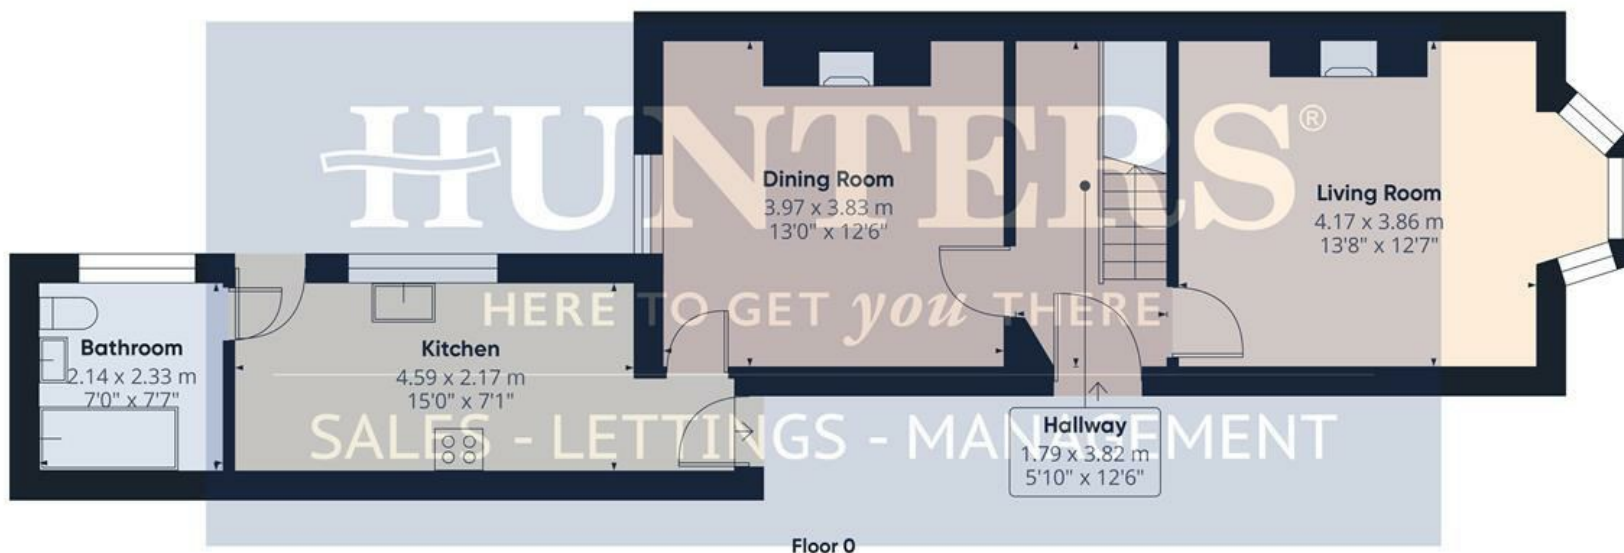 HUNTERS®
HERE TO GET you THERE
SALES - LETTINGS - MANAGEMENT
Dining Room
3.97 x 3.83 m
13'0" x 12'6"
Living Room
4.17 x 3.86 m
13'8" x 12'7"
Bathroom
2.14 x 2.33 m
7'0" x 7'7"
Kitchen
4.59 x 2.17 m
15'0" x 7'1"
Hallway
1.79 x 3.82 m
5'10" x 12'6"
Floor 0